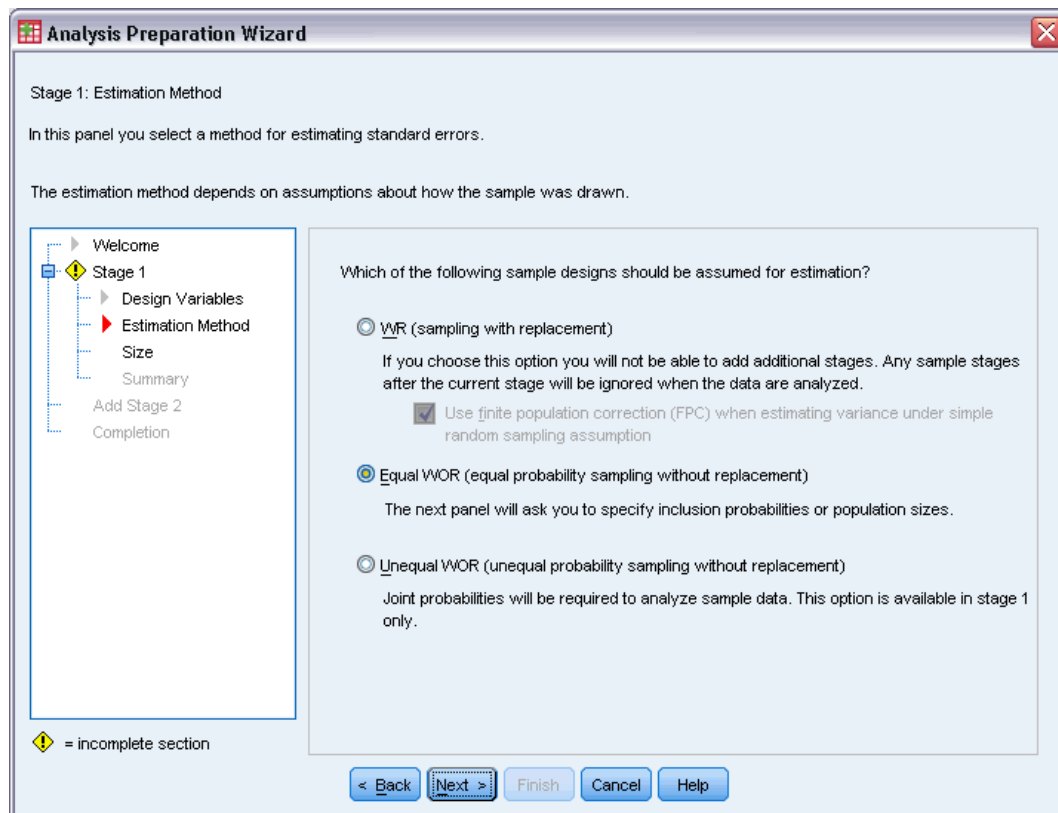 Analysis Preparation Wizard
Stage 1: Estimation Method
In this panel you select a method for estimating standard errors.
The estimation method depends on assumptions about how the sample was drawn.
Welcome
Stage 1
Design Variables
Estimation Method
Size
Summary
Add Stage 2
Completion
= incomplete section
Which of the following sample designs should be assumed for estimation?
WR (sampling with replacement)
If you choose this option you will not be able to add additional stages. Any sample stages
after the current stage will be ignored when the data are analyzed.
Use finite population correction (FPC) when estimating variance under simple
random sampling assumption
Equal WOR (equal probability sampling without replacement)
The next panel will ask you to specify inclusion probabilities or population sizes.
Unequal WOR (unequal probability sampling without replacement)
Joint probabilities will be required to analyze sample data. This option is available in stage 1
only.
< Back
Next >
Finish
Cancel
Help